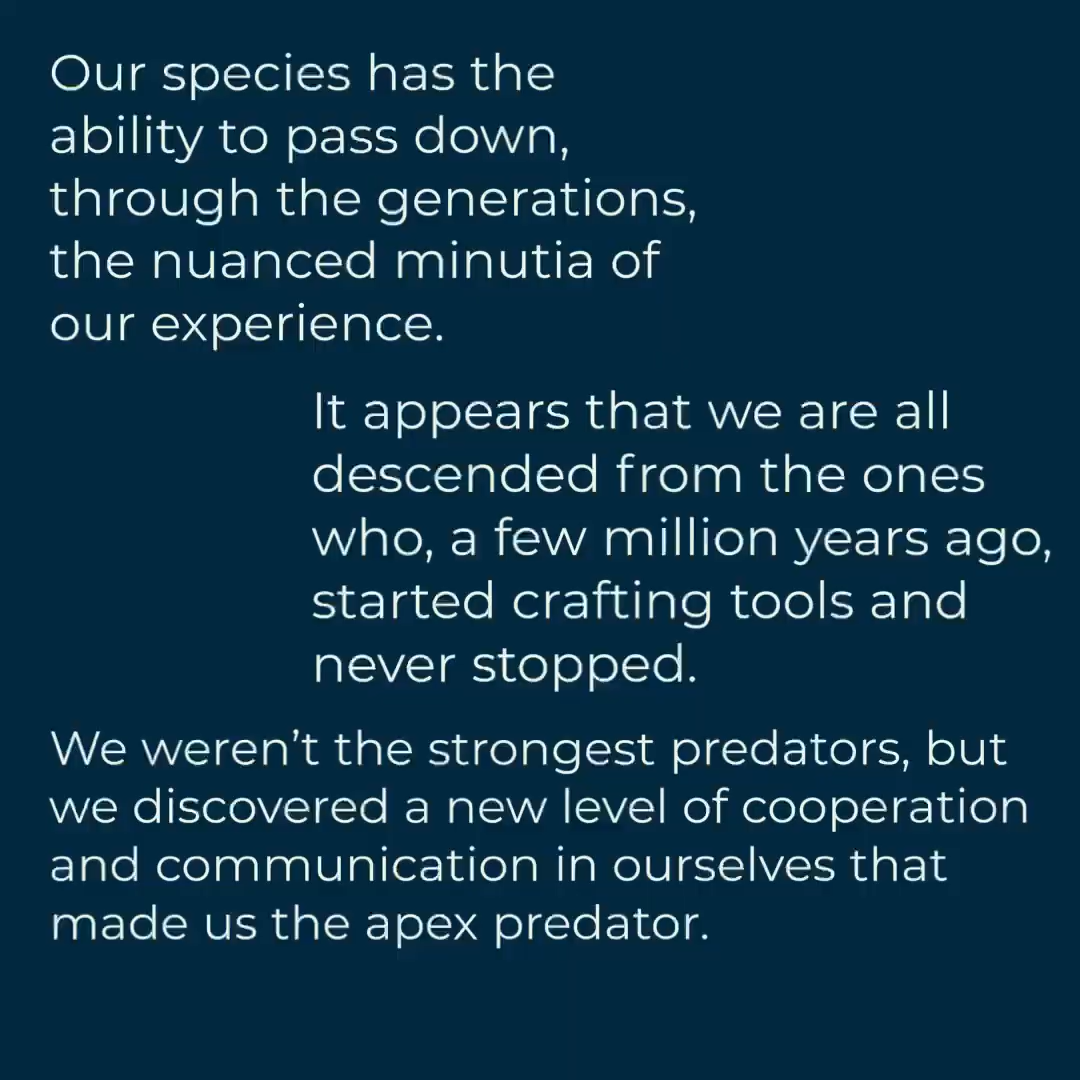 Our species has the
ability to pass down,
through the generations,
the nuanced minutia of
our experience.
It appears that we are all
descended from the ones
who, a few million years ago,
started crafting tools and
never stopped.
We weren’t the strongest predators, but
we discovered a new level of cooperation
and communication in ourselves that
made us the apex predator.